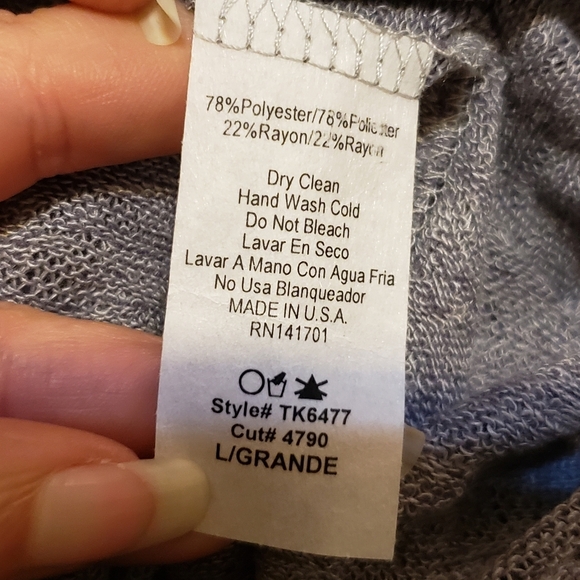 78%Polyester/78%Poliester
22%Rayon/22%Rayon
Dry Clean
Hand Wash Cold
Do Not Bleach
Lavar En Seco
Lavar A Mano Con Agua Fria
No Usa Blanqueador
MADE IN U.S.A.
RN141701
Style# TK6477
Cut# 4790
L/GRANDE